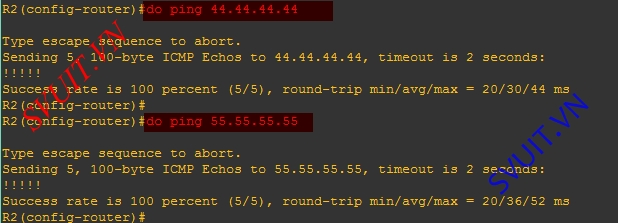 R2(config-router)#do ping 44.44.44.44
Type escape sequence to abort.
Sending 5, 100-byte ICMP Echos to 44.44.44.44, timeout is 2 seconds:
!!!!!
Success rate is 100 percent (5/5), round-trip min/avg/max = 20/30/44 ms
R2(config-router)#
R2(config-router)#do ping 55.55.55.55
Type escape sequence to abort.
Sending 5, 100-byte ICMP Echos to 55.55.55.55, timeout is 2 seconds:
!!!!!
Success rate is 100 percent (5/5), round-trip min/avg/max = 20/36/52 ms
R2(config-router)#
SVUIT.VN
SVUIT.VN